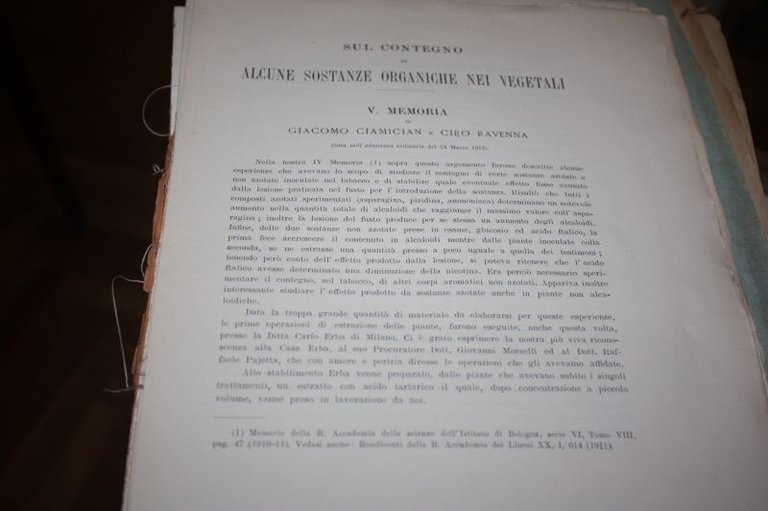 SUL CONTEGNO
DI
ALCUNE SOSTANZE ORGANICHE NEI VEGETALI
V. MEMORIA
DI
GIACOMO CIAMICIAN E CIRO RAVENNA
(letta nell'adunanza ordinaria del 24 Marzo 1912).
Nella nostra IV Memoria (1) sopra questo argomento furono descritte alcune
esperienze che avevano lo scopo di studiare il contegno di certe sostanze azotate e
non azotate inoculate nel tabacco e di stabilire quale eventuale effetto fosse causato
dalla lesione praticata nel fusto per l'introduzione della sostanza. Risultò che tutti i
composti azotati sperimentati (asparagina, piridina, ammoniaca) determinano un notevole
aumento nella quantità totale di alcaloidi che raggiunge il massimo valore coll'aspa-
ragina; inoltre la lesione del fusto produce per se stessa un aumento degli alcaloidi.
Infine, delle due sostanze non azotate prese in esame, glucosio ed acido ftalico, la
prima fece accrescere il contenuto in alcaloidi mentre dalle piante inoculate colla
seconda, se ne estrasse una quantità presso a poco uguale a quella dei testimoni;
tenendo però conto dell'effetto prodotto dalla lesione, si poteva ritenere che l'acido
ftalico avesse determinato una diminuzione della nicotina. Era perciò necessario speri-
mentare il contegno, nel tabacco, di altri corpi aromatici non azotati. Appariva inoltre
interessante studiare l'effetto prodotto da sostanze azotate anche in piante non alca-
loidiche.
Data la troppa grande quantità di materiale da elaborarsi per queste esperienze,
le prime operazioni di estrazione delle piante, furono eseguite, anche questa volta,
presso la Ditta Carlo Erba di Milano. Ci è grato esprimere la nostra più viva ricono-
scenza alla Casa Erba, al suo Procuratore Dott. Giovanni Morselli ed al Dott. Raf-
faele Pajetta, che con amore e perizia diresse le operazioni che gli avevamo affidate.
Allo stabilimento Erba venne preparato, dalle piante che avevano subito i singoli
trattamenti, un estratto con acido tartarico il quale, dopo concentrazione a piccolo
volume, venne preso in lavorazione da noi.
(1) Memorie della R. Accademia delle scienze dell'Istituto di Bologna, serie VI, Tomo VIII,
pag. 47 (1910-11). Vedasi anche: Rendiconti della R. Accademia dei Lincei XX, 1, 614 (1911).